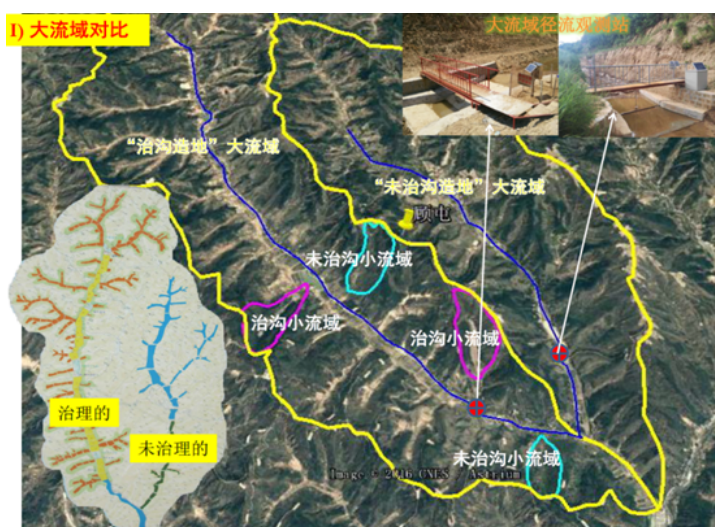 I) 大流域对比
大流域径流观测站
“治沟造地”大流域
“未治沟造地”大流域
顾屯
未治沟小流域
治沟小流域
治沟小流域
治理的
未治理的
未治沟小流域
Image © 2016 CNES / Astrium